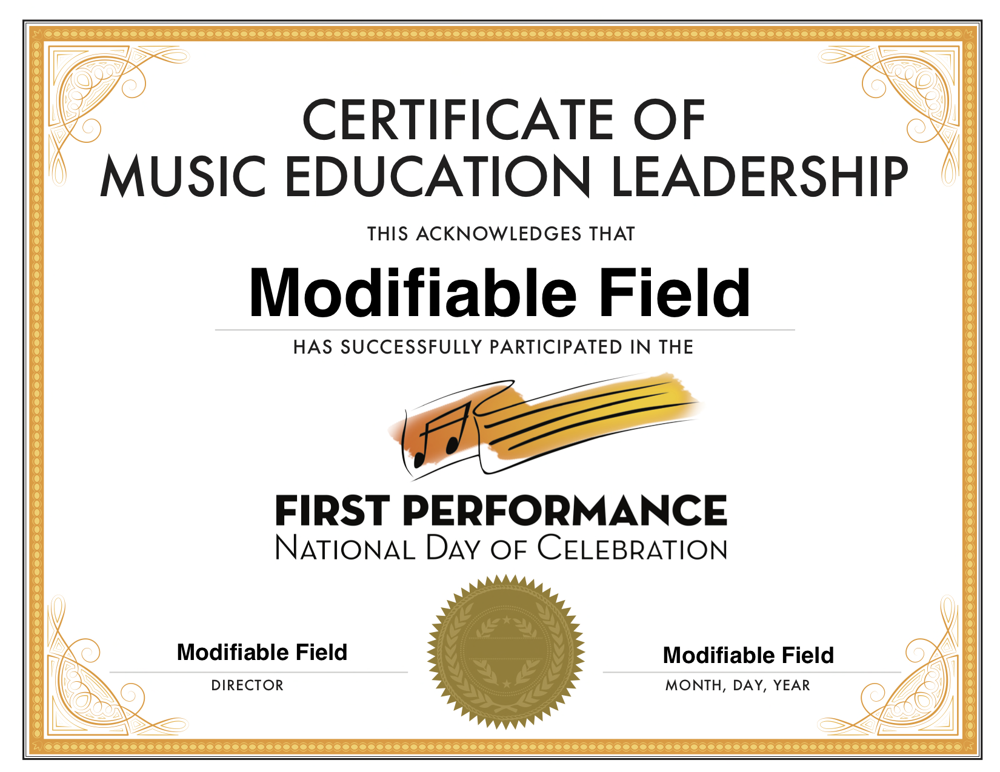 CERTIFICATE OF
MUSIC EDUCATION LEADERSHIP
THIS ACKNOWLEDGES THAT
Modifiable Field
HAS SUCCESSFULLY PARTICIPATED IN THE
FIRST PERFORMANCE
NATIONAL DAY OF CELEBRATION
Modifiable Field
DIRECTOR
Modifiable Field
MONTH, DAY, YEAR